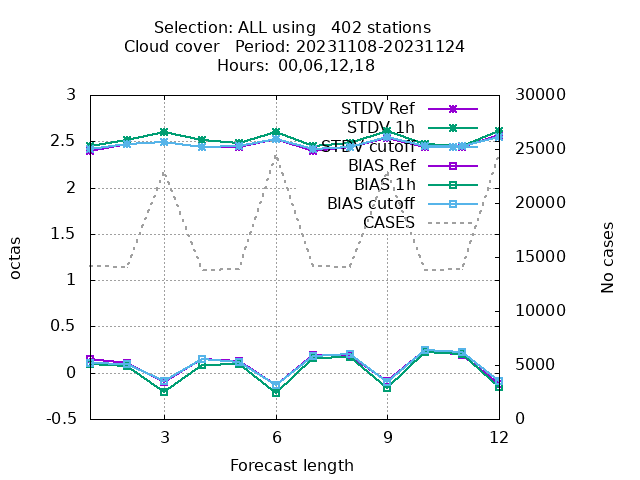 Selection: ALL using   402 stations
Cloud cover   Period: 20231108-20231124
Hours:  00,06,12,18
3
2.5
2
1.5
1
0.5
0
-0.5
30000
25000
20000
15000
10000
5000
0
STDV Ref
STDV 1h
STDV cutoff
BIAS Ref
BIAS 1h
BIAS cutoff
CASES
octas
No cases
3
6
9
12
Forecast length